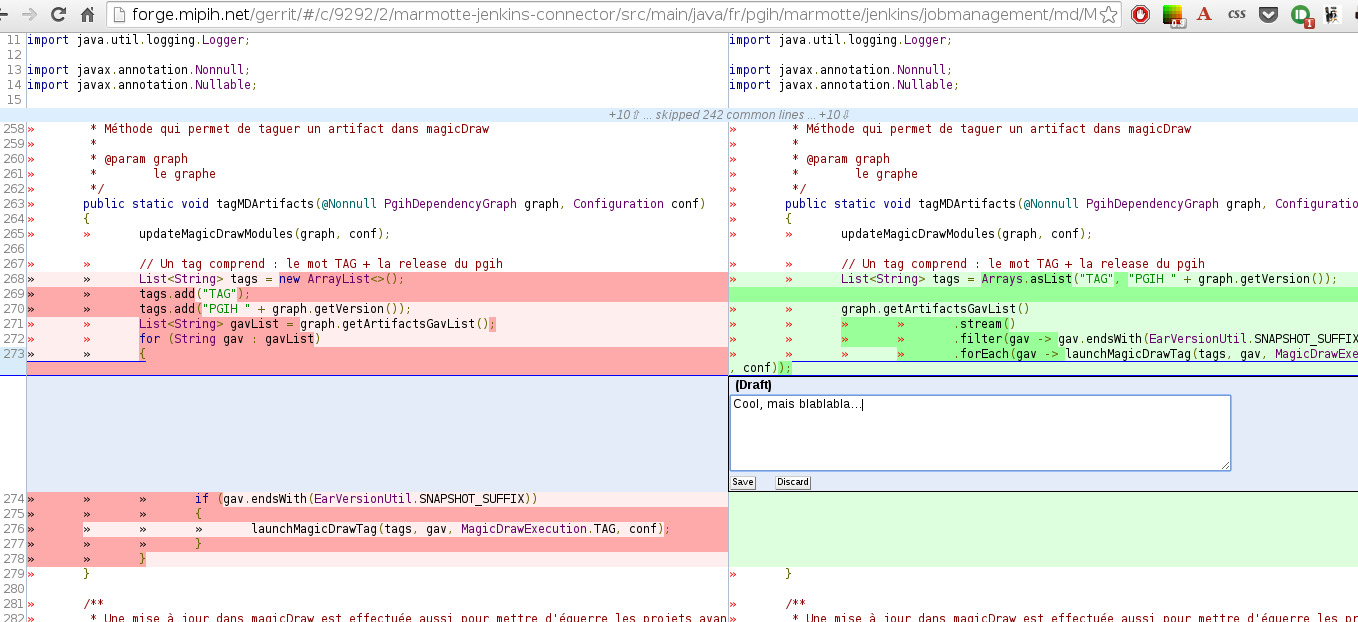 forge.mipih.net/gerrit/#/c/9292/2/marmotte-jenkins-connector/src/main/java/fr/pgih/marmotte/jenkins/jobmanagement/md/M
0.9 A css 1
11 import java.util.logging.Logger;
12
13 import javax.annotation.Nonnull;
14 import javax.annotation.Nullable;
15
import java.util.logging.Logger;
import javax.annotation.Nonnull;
import javax.annotation.Nullable;
+10⇧ ... skipped 242 common lines ... +10⇩
258 » * Méthode qui permet de taguer un artifact dans magicDraw
259 » *
260 » * @param graph
261 » * le graphe
262 » */
263 » public static void tagMDArtifacts(@Nonnull PgihDependencyGraph graph, Configuration conf)
264 » {
265 » » updateMagicDrawModules(graph, conf);
266
267 » » // Un tag comprend : le mot TAG + la release du pgih
268 » » List<String> tags = new ArrayList<>();
269 » » tags.add("TAG");
270 » » tags.add("PGIH " + graph.getVersion());
271 » » List<String> gavList = graph.getArtifactsGavList();
272 » » for (String gav : gavList)
273 » » {
» * Méthode qui permet de taguer un artifact dans magicDraw
» *
» * @param graph
» * le graphe
» */
» public static void tagMDArtifacts(@Nonnull PgihDependencyGraph graph, Configuratio
» {
» » updateMagicDrawModules(graph, conf);
» » // Un tag comprend : le mot TAG + la release du pgih
» » List<String> tags = Arrays.asList("TAG", "PGIH " + graph.getVersion());
» » graph.getArtifactsGavList()
» » » » .stream()
» » » » .filter(gav -> gav.endsWith(EarVersionUtil.SNAPSHOT_SUFFIX
» » » » .forEach(gav -> launchMagicDrawTag(tags, gav, MagicDrawExe
, conf));
(Draft)
Cool, mais blablabla...
Save Discard
274 » » » if (gav.endsWith(EarVersionUtil.SNAPSHOT_SUFFIX))
275 » » » {
276 » » » » launchMagicDrawTag(tags, gav, MagicDrawExecution.TAG, conf);
277 » » » }
278 » » }
279 » }
280
281 » /**
282 » * Une mise à jour dans magicDraw est effectuée aussi pour mettre d'équerre les projets avan
» }
» /**
» * Une mise à jour dans magicDraw est effectuée aussi pour mettre d'équerre les proj